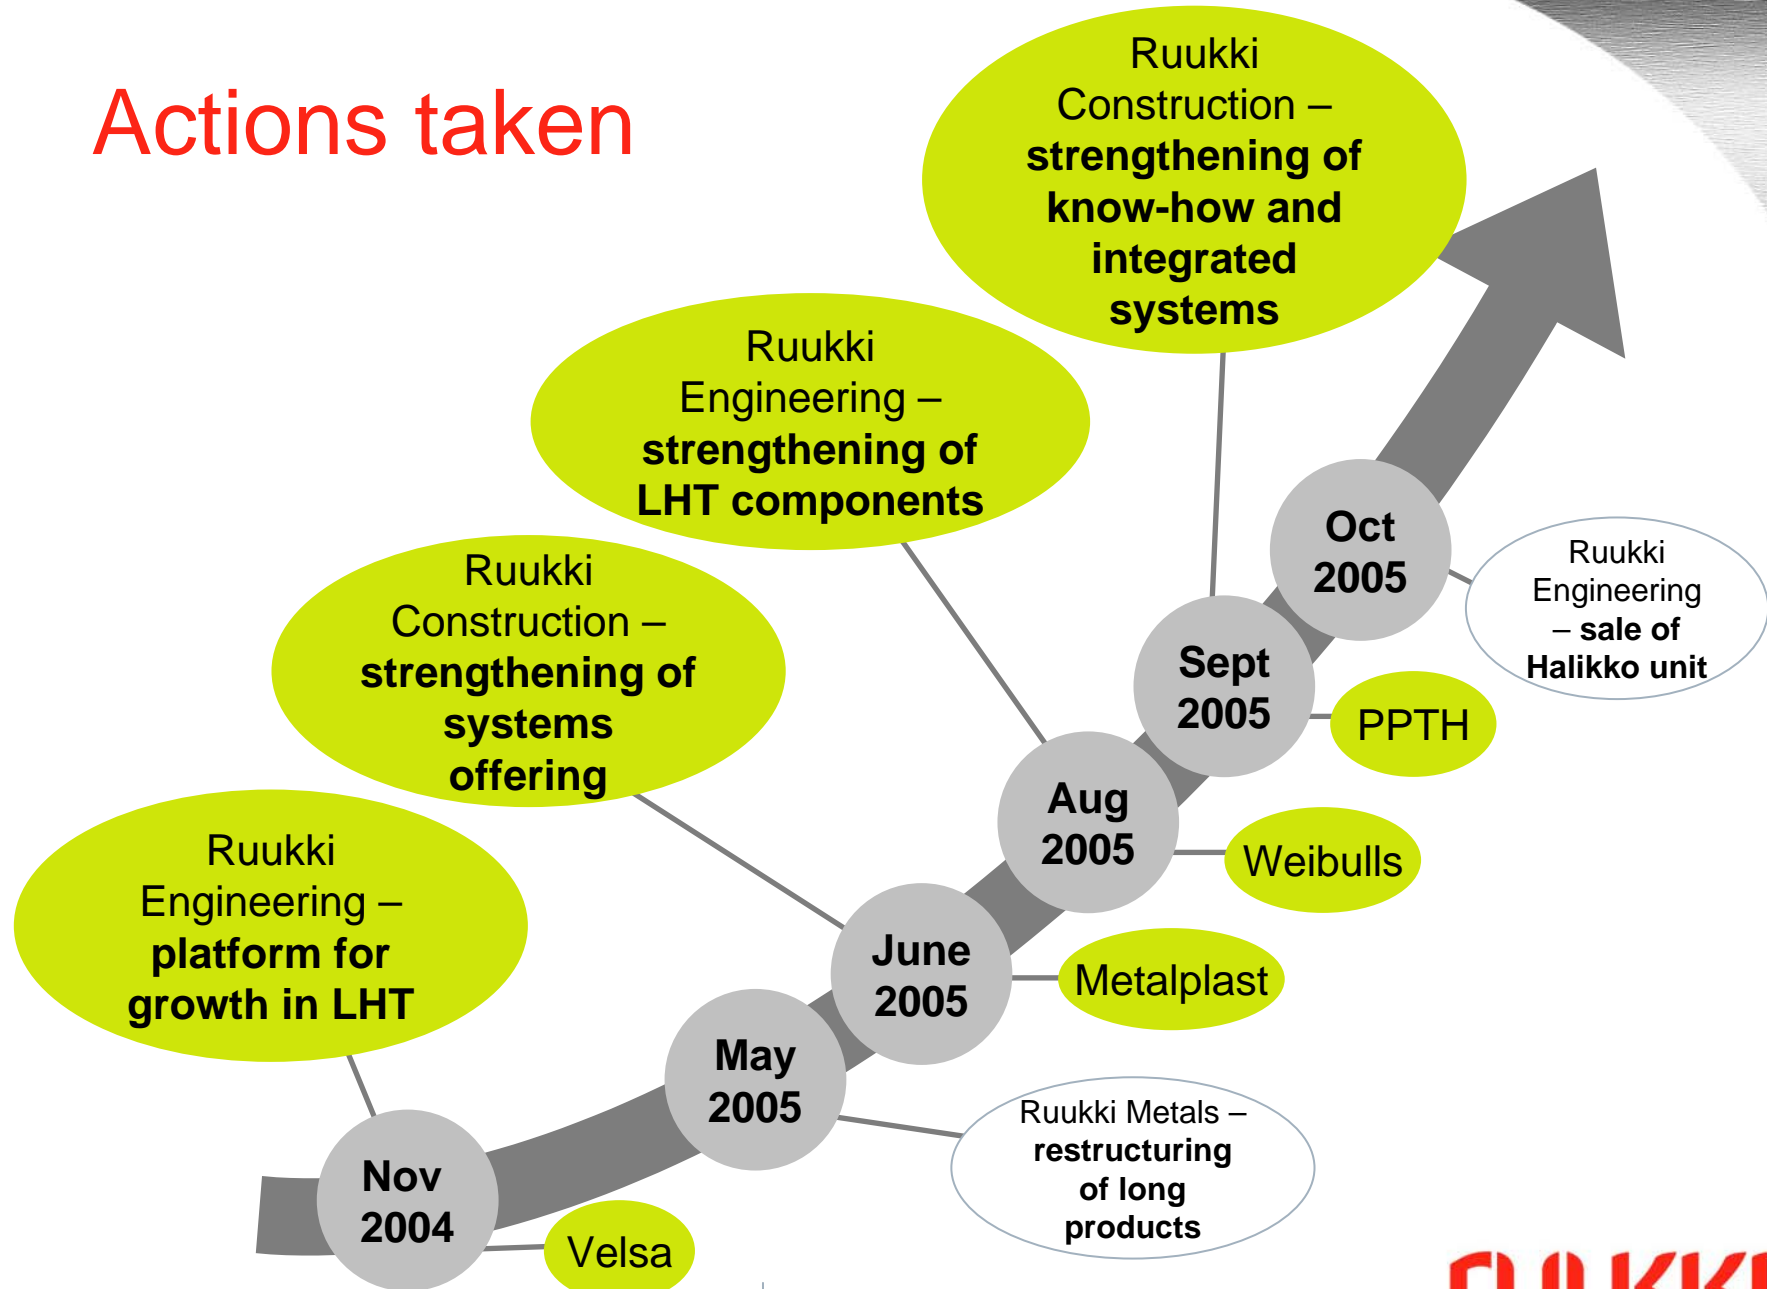 Actions taken
Ruukki
Construction –
strengthening of
know-how and
integrated
systems
Ruukki
Engineering –
strengthening of
LHT components
Ruukki
Construction –
strengthening of
systems
offering
Ruukki
Engineering –
platform for
growth in LHT
Oct
2005
Ruukki
Engineering
– sale of
Halikko unit
Sept
2005
PPTH
Aug
2005
Weibulls
June
2005
Metalplast
May
2005
Ruukki Metals –
restructuring
of long
products
Nov
2004
Velsa
RUUKKI